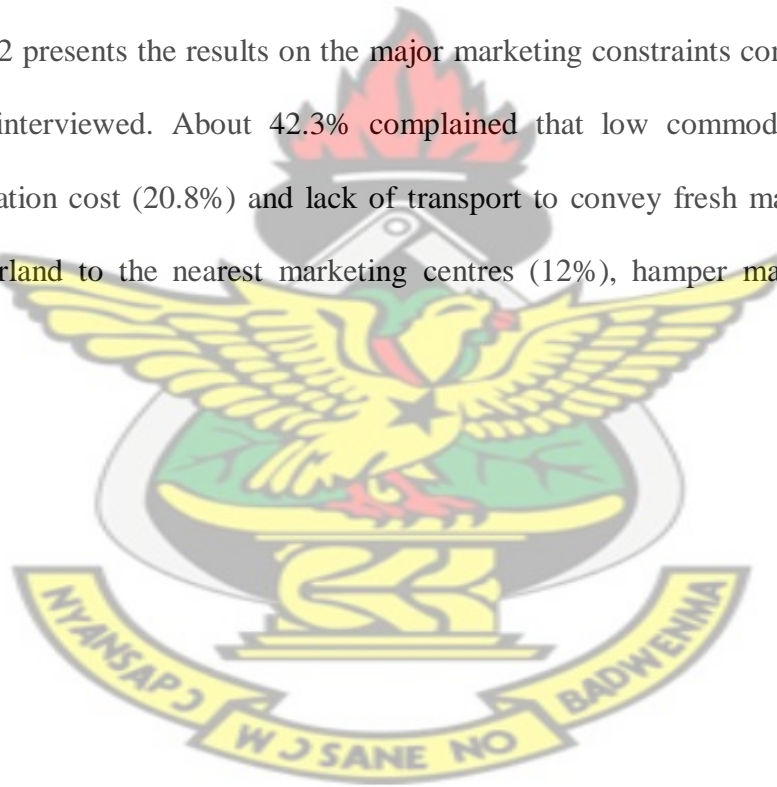 2 presents the results on the major marketing constraints con
interviewed. About 42.3% complained that low commod
ation cost (20.8%) and lack of transport to convey fresh ma
rland to the nearest marketing centres (12%), hamper ma
NYANSAPƆ
WƆ SANE NO
BADWENMA